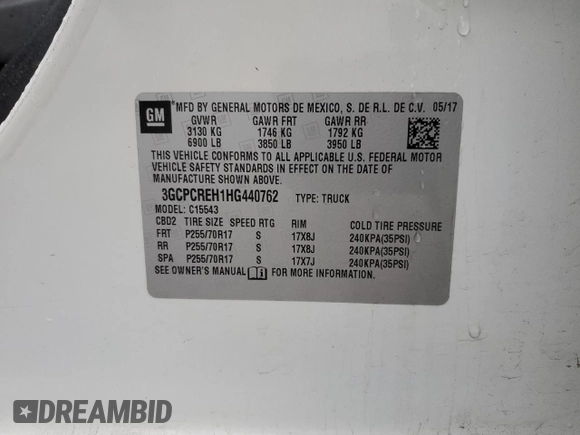 GM
MFD BY GENERAL MOTORS DE MEXICO, S. DE R.L. DE C.V. 05/17
GVWR GAWR FRT GAWR RR
3130 KG 1746 KG 1792 KG
6900 LB 3850 LB 3950 LB
THIS VEHICLE CONFORMS TO ALL APPLICABLE U.S. FEDERAL MOTOR
VEHICLE SAFETY STANDARDS IN EFFECT ON THE DATE OF
MANUFACTURE SHOWN ABOVE.
3GCPCREH1HG440762 TYPE: TRUCK
MODEL: C15543
CBD2 TIRE SIZE SPEED RTG RIM COLD TIRE PRESSURE
FRT P255/70R17 S 17X8J 240KPA(35PSI)
RR P255/70R17 S 17X8J 240KPA(35PSI)
SPA P255/70R17 S 17X7J 240KPA(35PSI)
SEE OWNER'S MANUAL FOR MORE INFORMATION.
DREAMBID